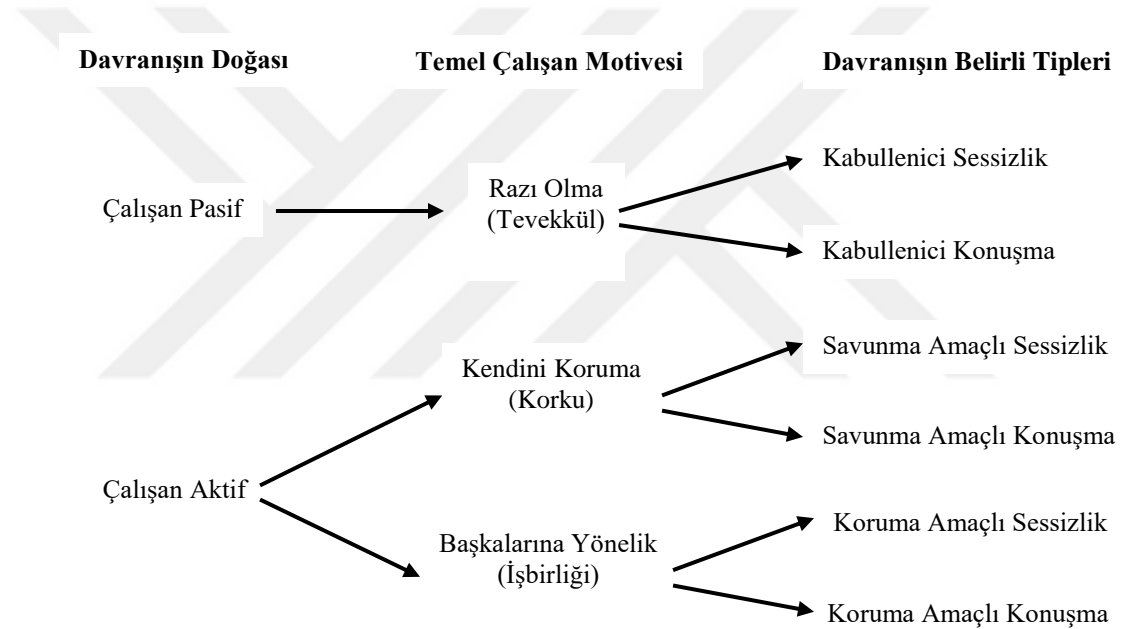 Davranışın Doğası
Temel Çalışan Motivesi
Davranışın Belirli Tipleri
Çalışan Pasif
Razı Olma
(Tevekkül)
Kabullenici Sessizlik
Kabullenici Konuşma
Çalışan Aktif
Kendini Koruma
(Korku)
Savunma Amaçlı Sessizlik
Savunma Amaçlı Konuşma
Başkalarına Yönelik
(İşbirliği)
Koruma Amaçlı Sessizlik
Koruma Amaçlı Konuşma